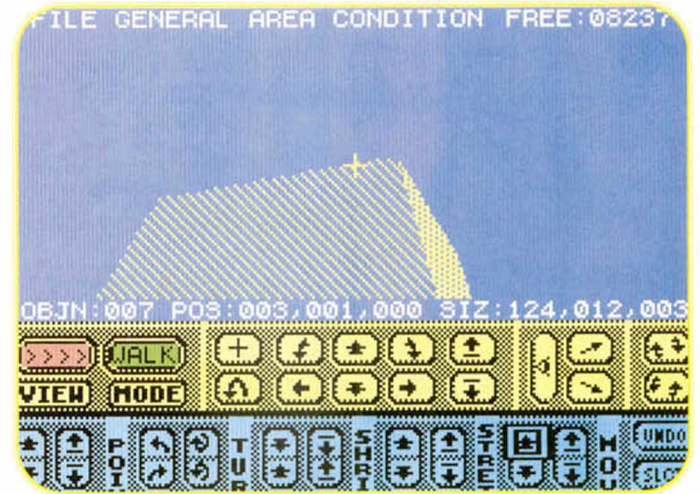 FILE GENERAL AREA CONDITION FREE:08237
OBJN:007 POS:003,001,000 SIZ:124,012,003
>>>> WALK
VIEW MODE
POI
TUR
SHRI
STRE
MOU
UNDO